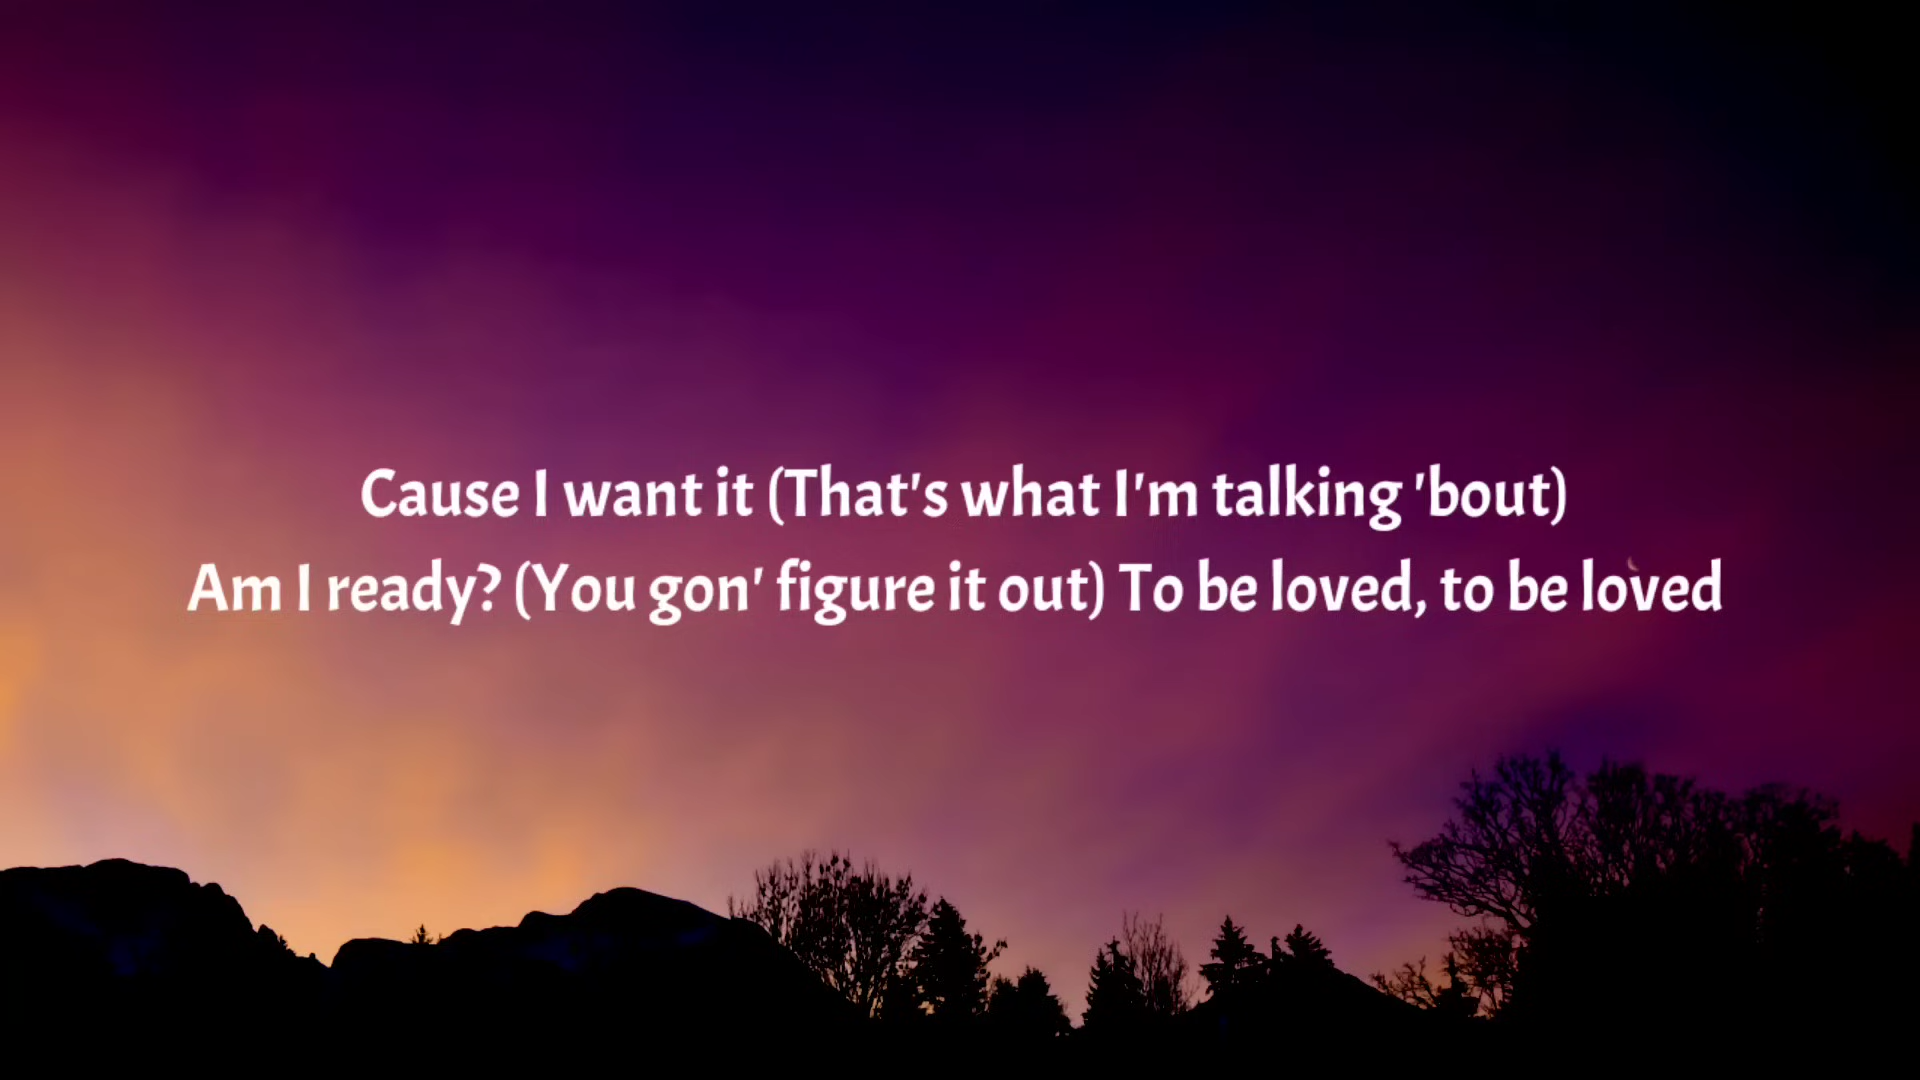 Cause I want it (That's what I'm talking 'bout)
Am I ready? (You gon' figure it out) To be loved, to be loved